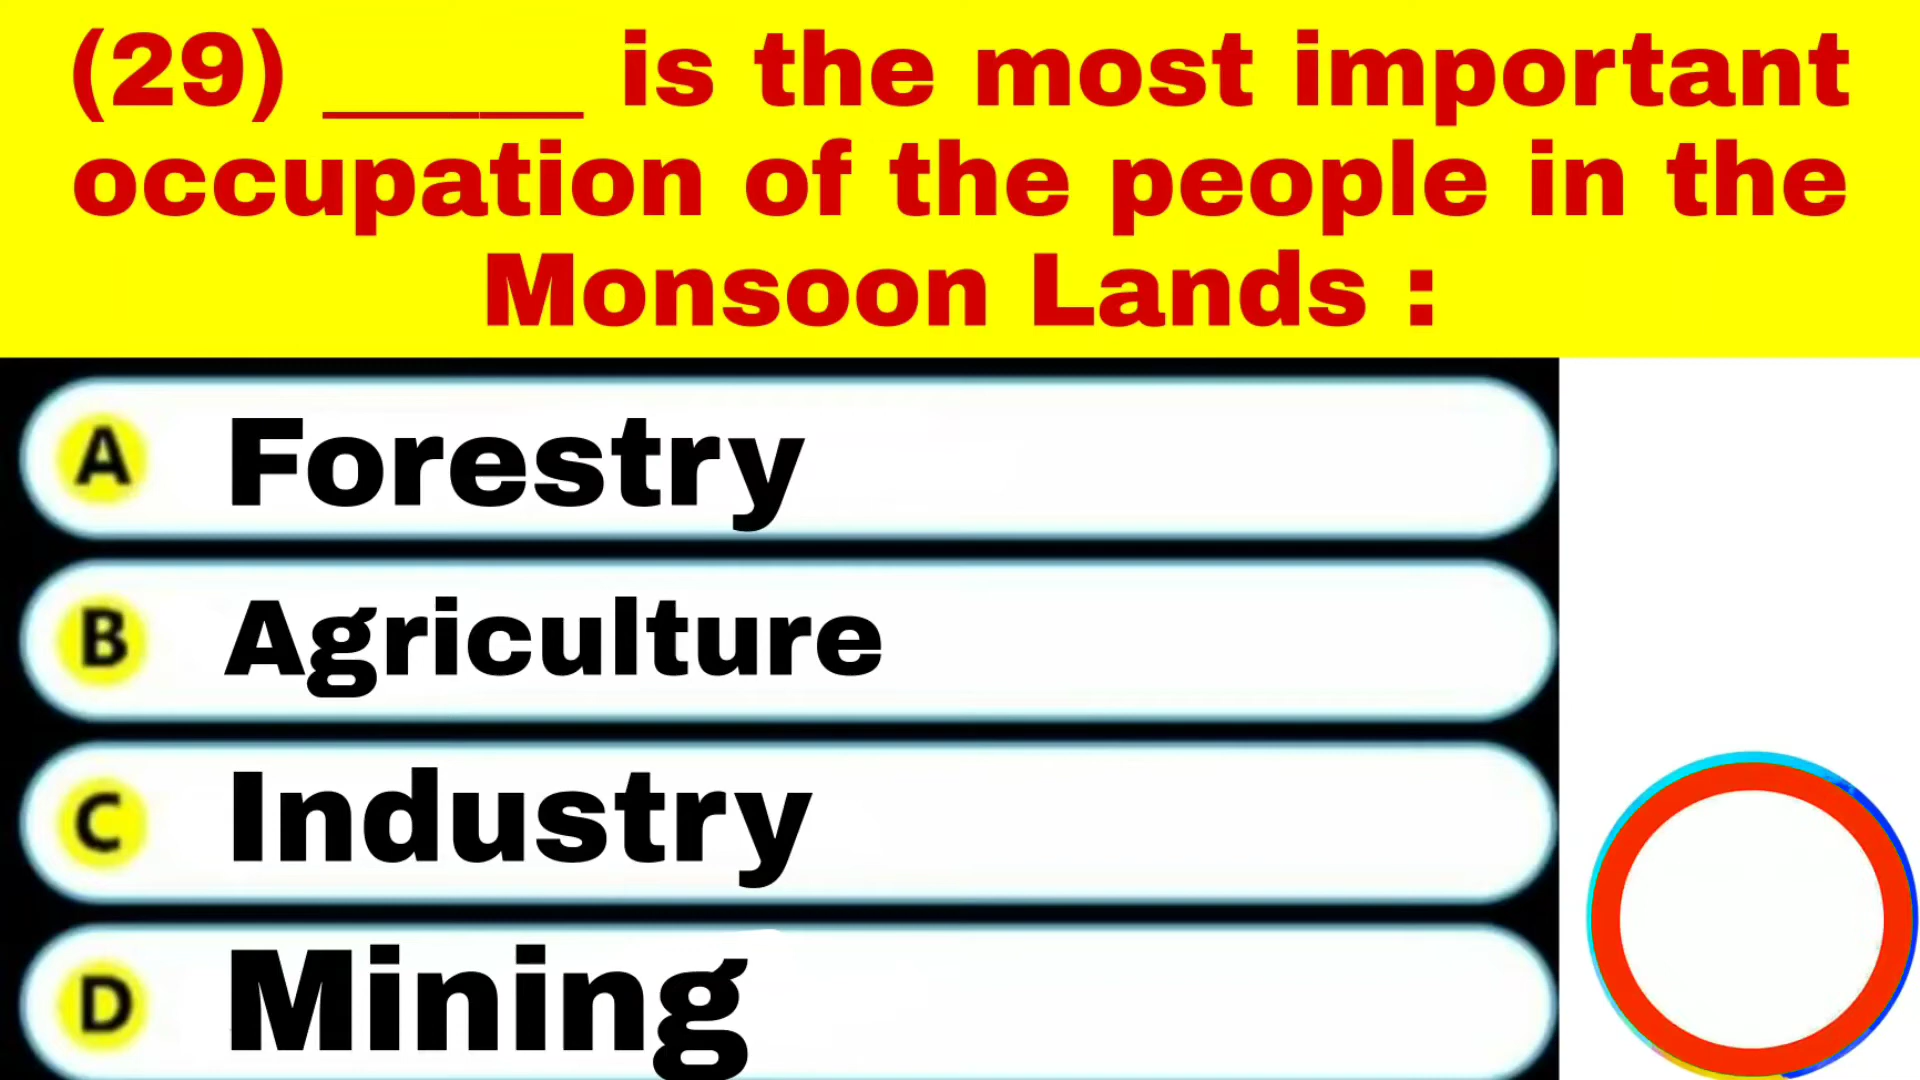 (29) _____ is the most important
occupation of the people in the
Monsoon Lands :
A Forestry
B Agriculture
C Industry
D Mining